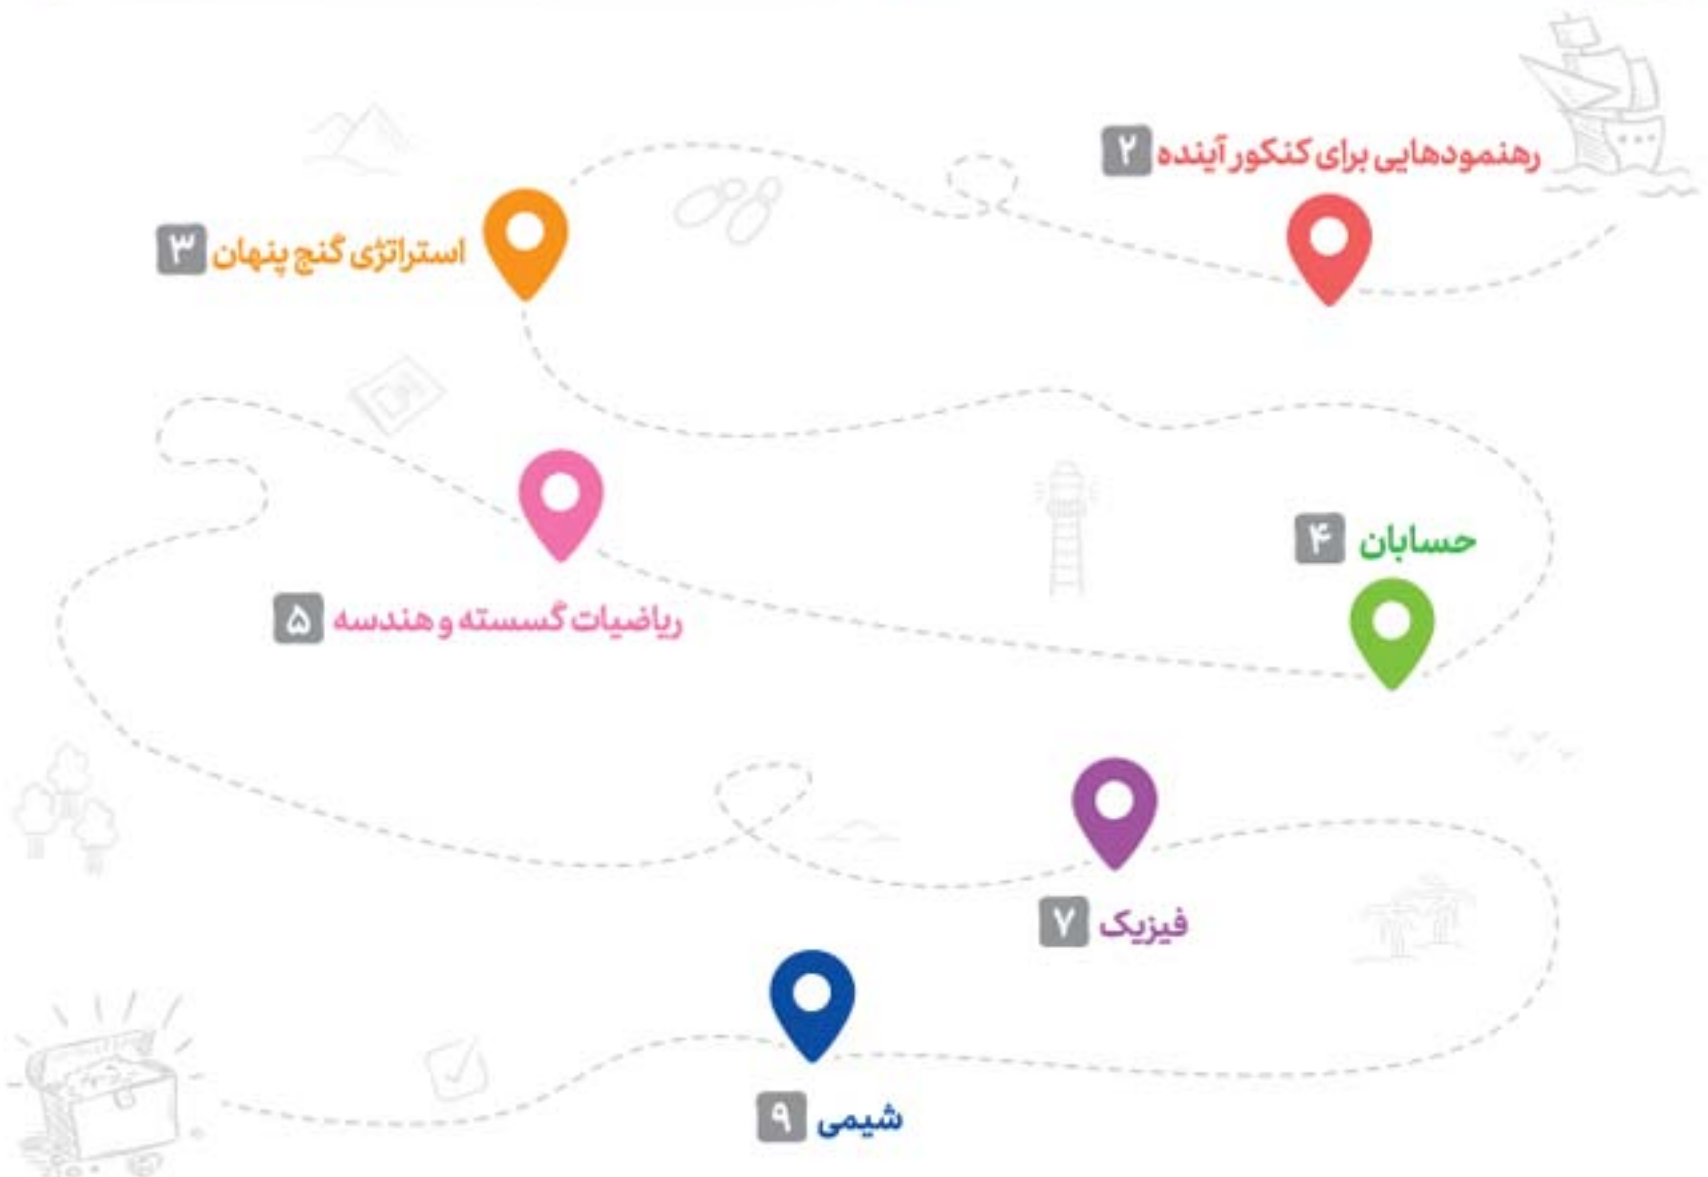 رهنمودهایی برای کنکور آینده ۲
استراتژی گنج پنهان ۳
حسابان ۴
ریاضیات گسسته و هندسه ۵
فیزیک ۷
شیمی ۹